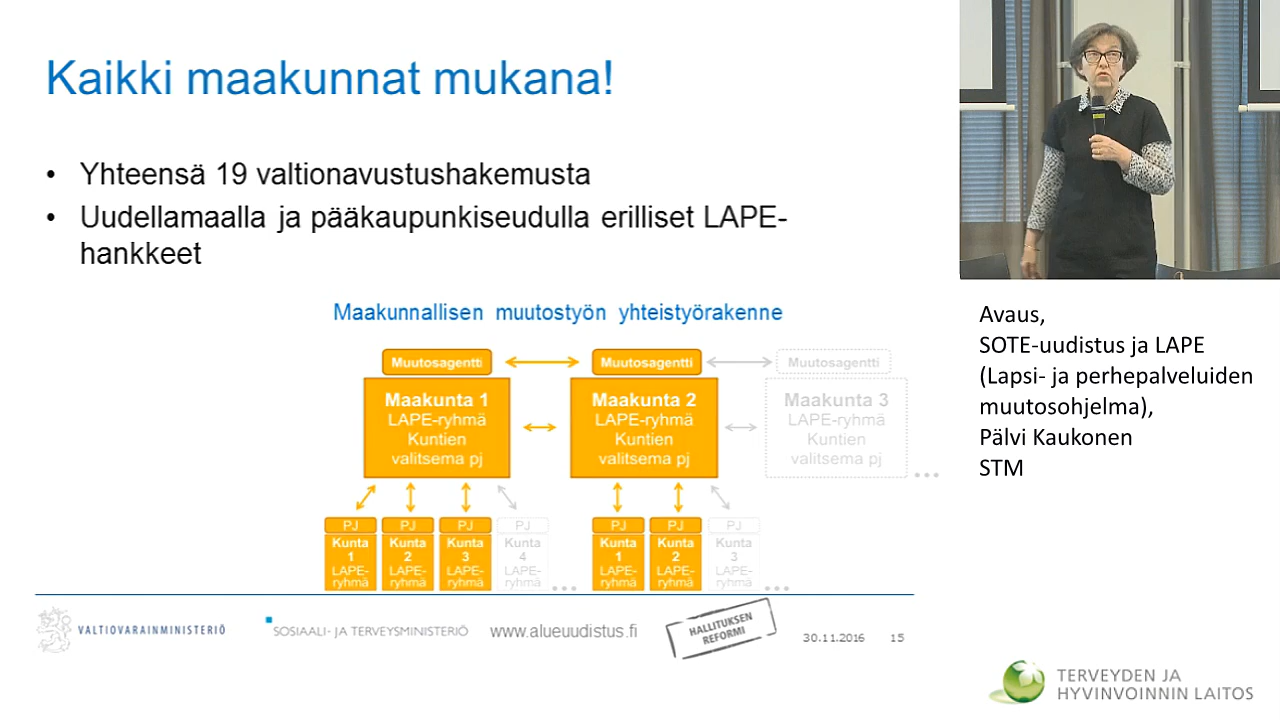 Kaikki maakunnat mukana!
• Yhteensä 19 valtionavustushakemusta
• Uudellamaalla ja pääkaupunkiseudulla erilliset LAPE-
hankkeet
Maakunnallisen muutostyön yhteistyörakenne
Muutosagentti
Muutosagentti
Muutosagentti
Maakunta 1
LAPE-ryhmä
Kuntien
valitsema pj
Maakunta 2
LAPE-ryhmä
Kuntien
valitsema pj
Maakunta 3
LAPE-ryhmä
Kuntien
valitsema pj
...
PJ
Kunta
1
LAPE-
ryhmä
PJ
Kunta
2
LAPE-
ryhmä
PJ
Kunta
3
LAPE-
ryhmä
PJ
Kunta
4
LAPE-
ryhmä
...
PJ
Kunta
1
LAPE-
ryhmä
PJ
Kunta
2
LAPE-
ryhmä
PJ
Kunta
3
LAPE-
ryhmä
...
VALTIOVARAINMINISTERIÖ
SOSIAALI- JA TERVEYSMINISTERIÖ
www.alueuudistus.fi
HALLITUKSEN
REFORMI
30.11.2016
15
Avaus,
SOTE-uudistus ja LAPE
(Lapsi- ja perhepalveluiden
muutosohjelma),
Pälvi Kaukonen
STM
TERVEYDEN JA
HYVINVOINNIN LAITOS